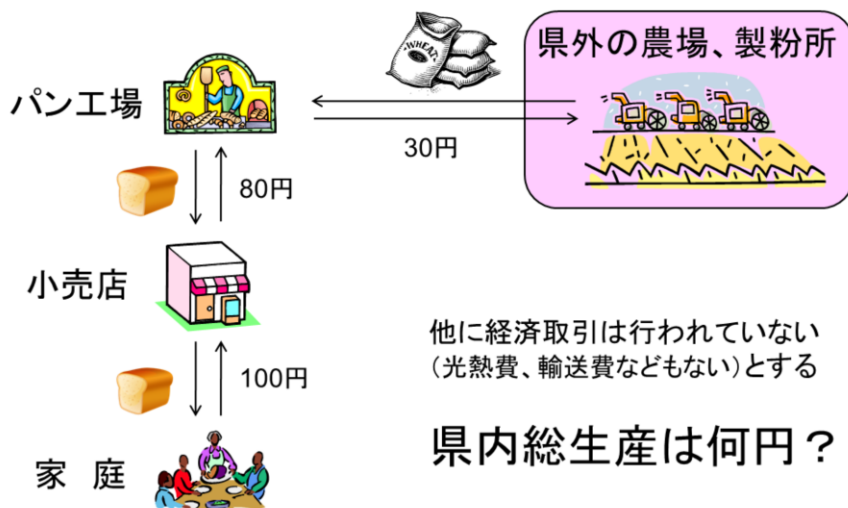 県外の農場、製粉所
WHEAT
パン工場
30円
80円
小売店
他に経済取引は行われていない
(光熱費、輸送費などもない)とする
100円
県内総生産は何円?
家 庭